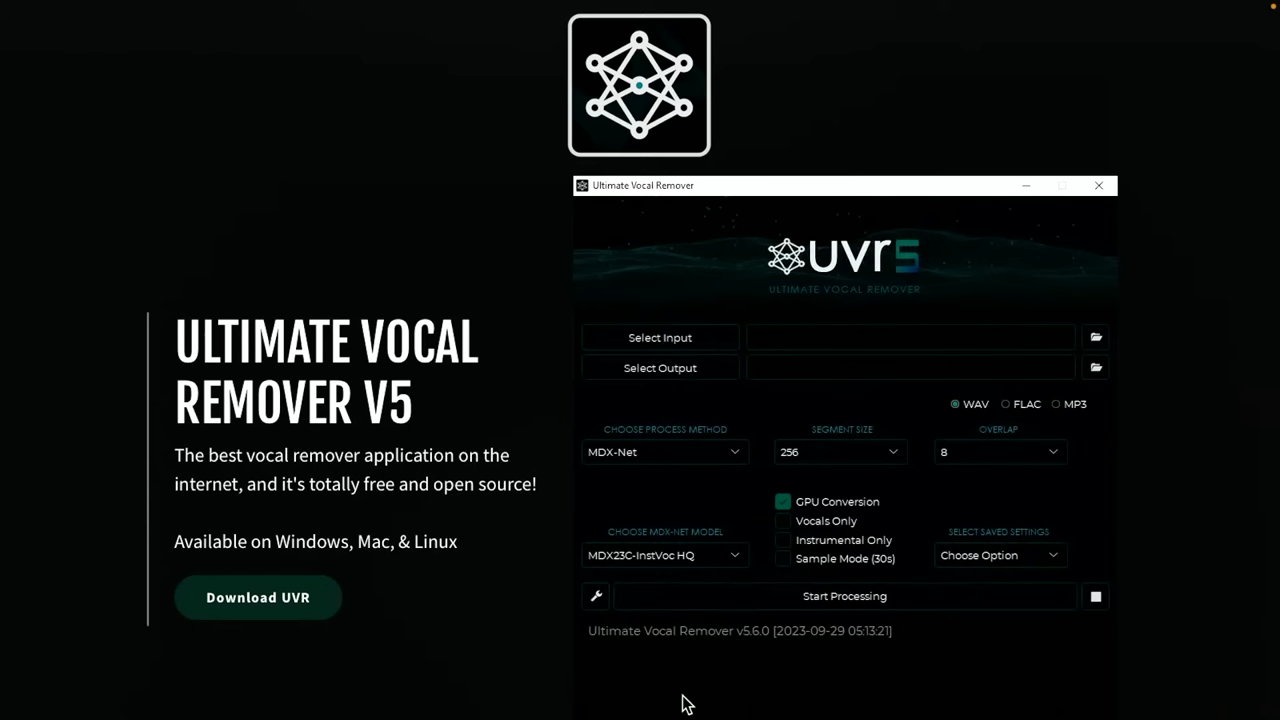 Ultimate Vocal Remover
uvr5
ULTIMATE VOCAL REMOVER
ULTIMATE VOCAL
REMOVER V5
The best vocal remover application on the
internet, and it's totally free and open source!
Available on Windows, Mac, & Linux
Download UVR
Select Input
Select Output
WAV FLAC MP3
CHOOSE PROCESS METHOD SEGMENT SIZE OVERLAP
MDX-Net 256 8
GPU Conversion
Vocals Only
Instrumental Only
Sample Mode (30s)
CHOOSE MDX-NET MODEL SELECT SAVED SETTINGS
MDX23C-InstVoc HQ Choose Option
Start Processing
Ultimate Vocal Remover v5.6.0 [2023-09-29 05:13:21]